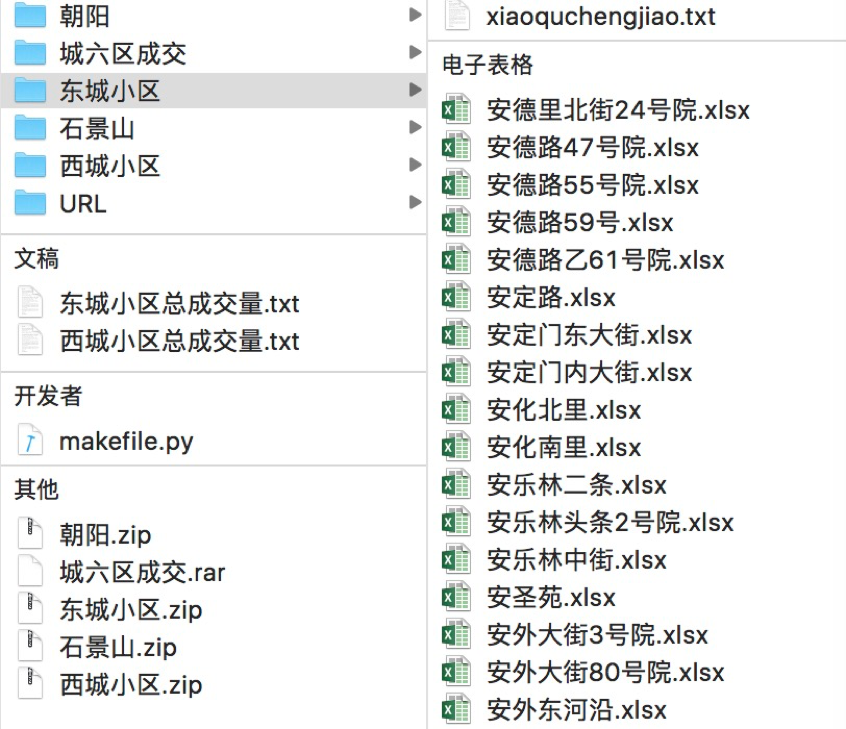 朝阳
城六区成交
东城小区
石景山
西城小区
URL
文稿
东城小区总成交量.txt
西城小区总成交量.txt
开发者
makefile.py
其他
朝阳.zip
城六区成交.rar
东城小区.zip
石景山.zip
西城小区.zip
xiaoquchengjiao.txt
电子表格
安德里北街24号院.xlsx
安德路47号院.xlsx
安德路55号院.xlsx
安德路59号.xlsx
安德路乙61号院.xlsx
安定路.xlsx
安定门东大街.xlsx
安定门内大街.xlsx
安化北里.xlsx
安化南里.xlsx
安乐林二条.xlsx
安乐林头条2号院.xlsx
安乐林中街.xlsx
安圣苑.xlsx
安外大街3号院.xlsx
安外大街80号院.xlsx
安外东河沿.xlsx